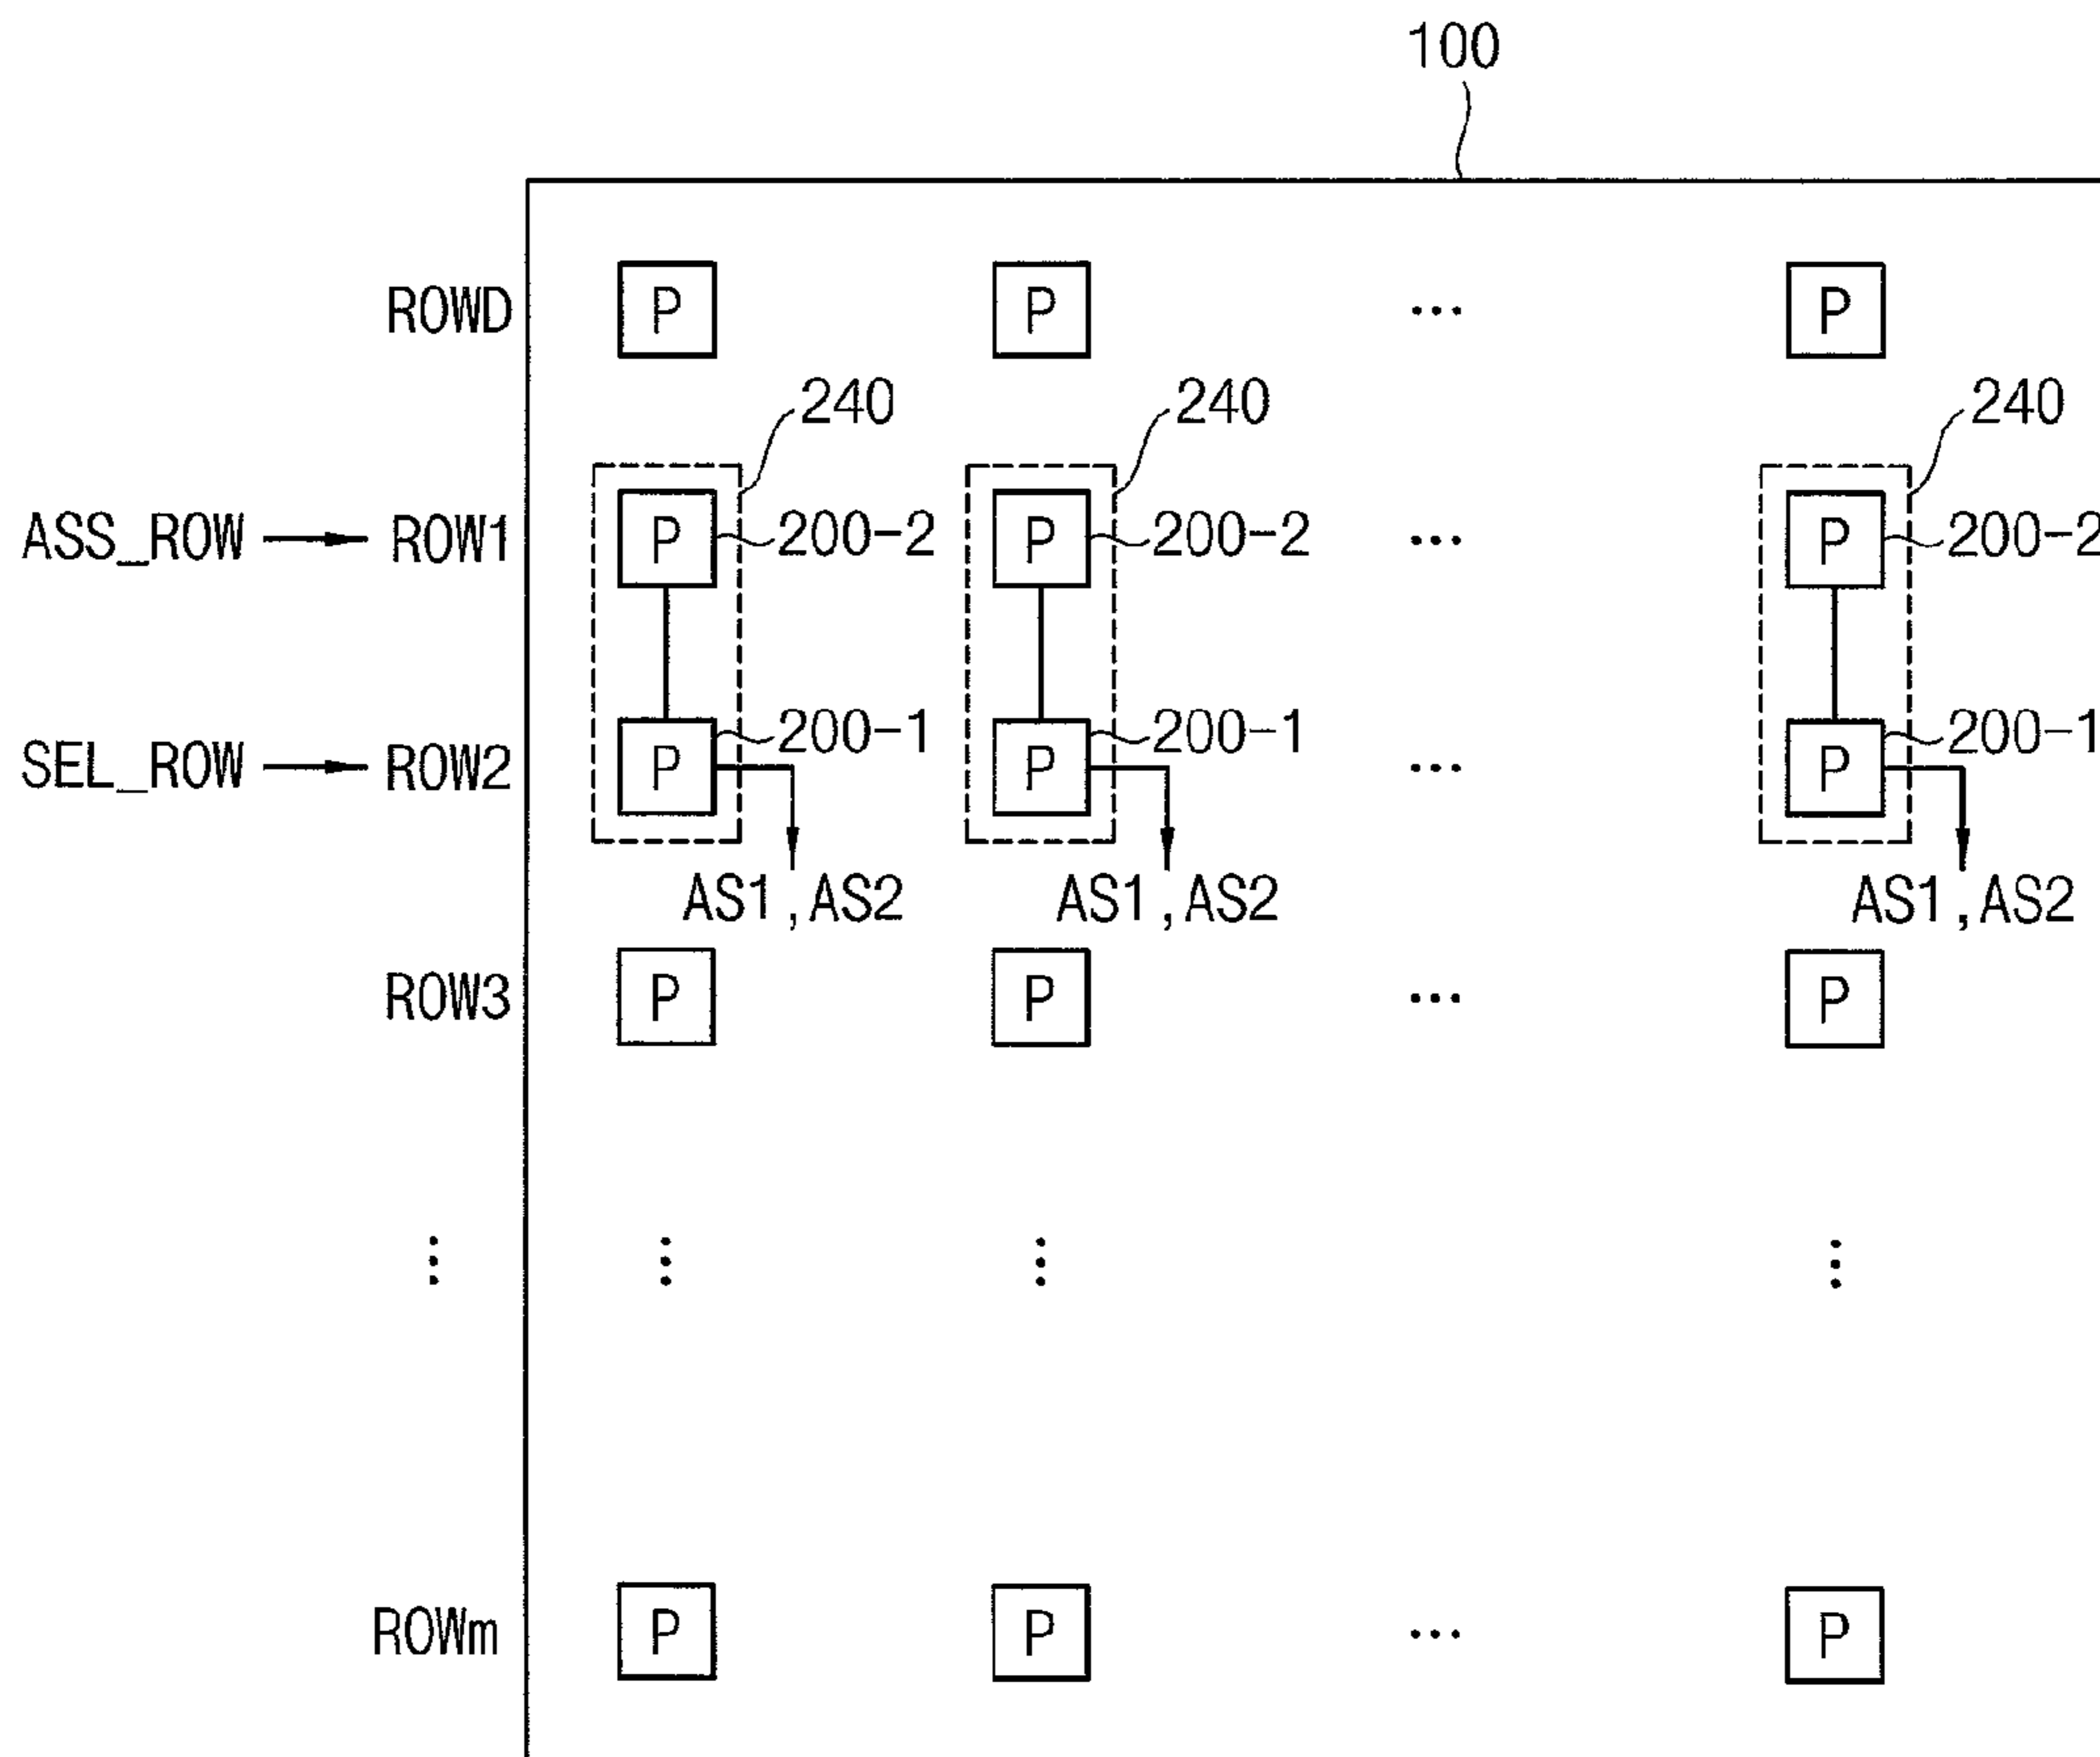 100
ROWD P P ... P
240 240 240
ASS_ROW ROW1 P 200-2 P 200-2 ... P 200-2
SEL_ROW ROW2 P 200-1 P 200-1 ... P 200-1
AS1,AS2 AS1,AS2 AS1,AS2
ROW3 P P ... P
ROWm P P ... P